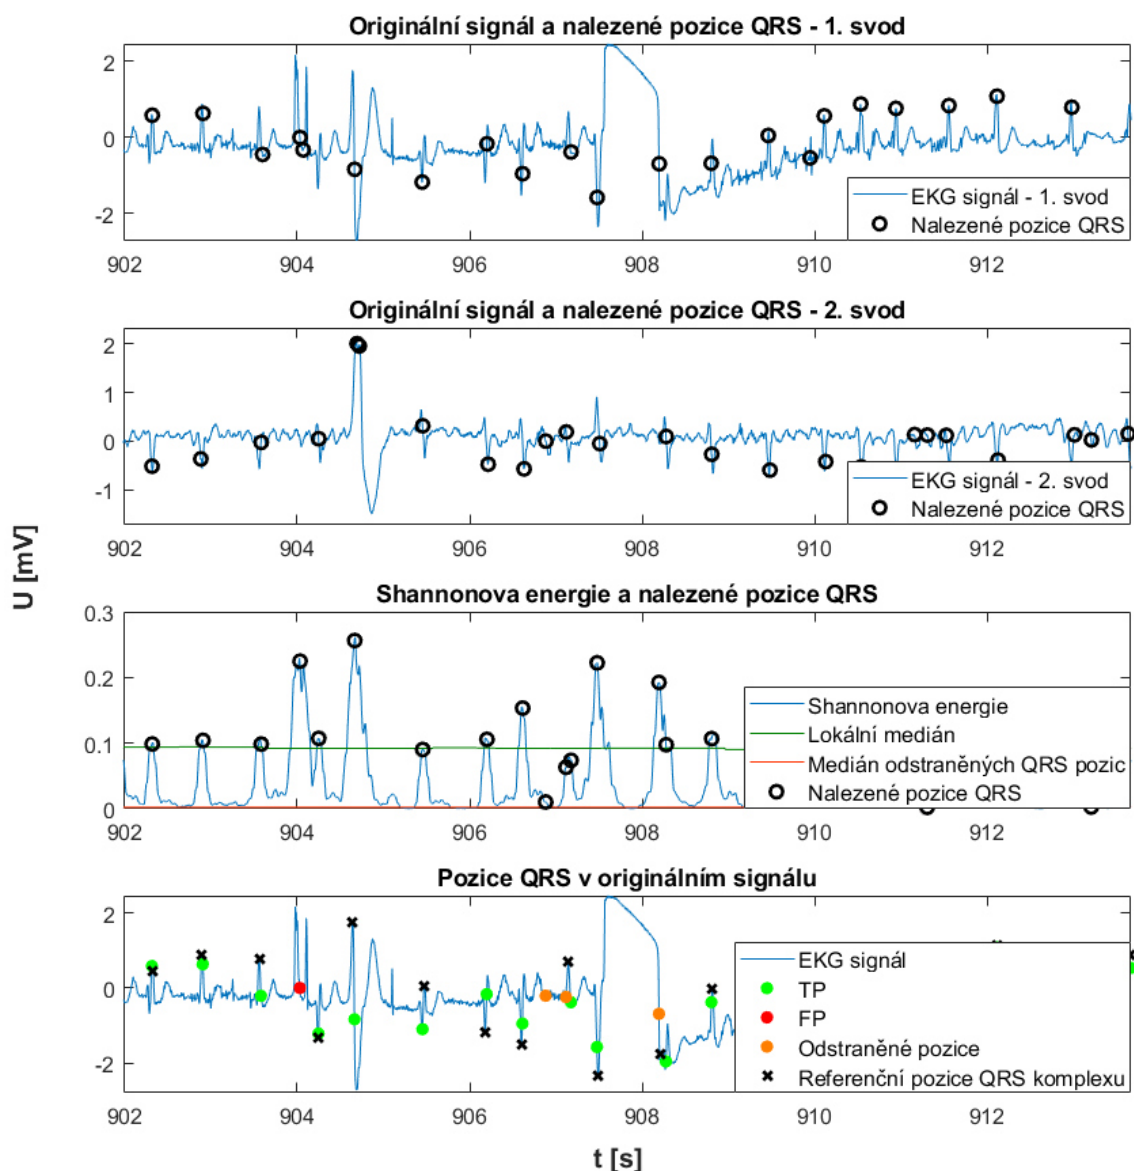 Originální signál a nalezené pozice QRS - 1. svod
2
0
-2
902 904 906 908 910 912
EKG signál - 1. svod
Nalezené pozice QRS
Originální signál a nalezené pozice QRS - 2. svod
2
1
0
-1
902 904 906 908 910 912
EKG signál - 2. svod
Nalezené pozice QRS
U [mV]
Shannonova energie a nalezené pozice QRS
0.3
0.2
0.1
0
902 904 906 908 910 912
Shannonova energie
Lokální medián
Medián odstraněných QRS pozic
Nalezené pozice QRS
Pozice QRS v originálním signálu
2
0
-2
902 904 906 908 910 912
EKG signál
TP
FP
Odstraněné pozice
Referenční pozice QRS komplexu
t [s]